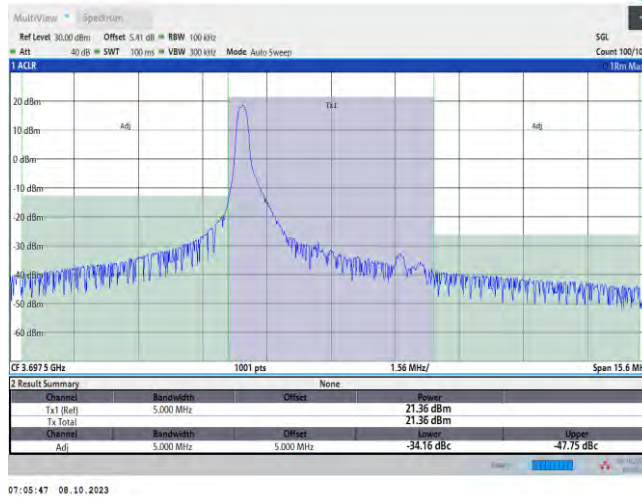 MultiView Spectrum
Ref Level 30.00 dBm Offset 5.41 dB RBW 100 kHz SGL
Att 40 dB SWT 100 ms VBW 300 kHz Mode Auto Sweep Count 100/10
1 ACLR 1Rm Max
20 dBm Tx1
10 dBm Adj Adj
0 dBm
-10 dBm
-20 dBm
-30 dBm
-40 dBm
-50 dBm
-60 dBm
CF 3.6975 GHz 1001 pts 1.56 MHz/ Span 15.6 MH
2 Result Summary None
Channel Bandwidth Offset Power
Tx1 (Ref) 5.000 MHz 21.36 dBm
Tx Total 21.36 dBm
Channel Bandwidth Offset Lower Upper
Adj 5.000 MHz 5.000 MHz -34.16 dBc -47.75 dBc
07:05:47 08.10.2023